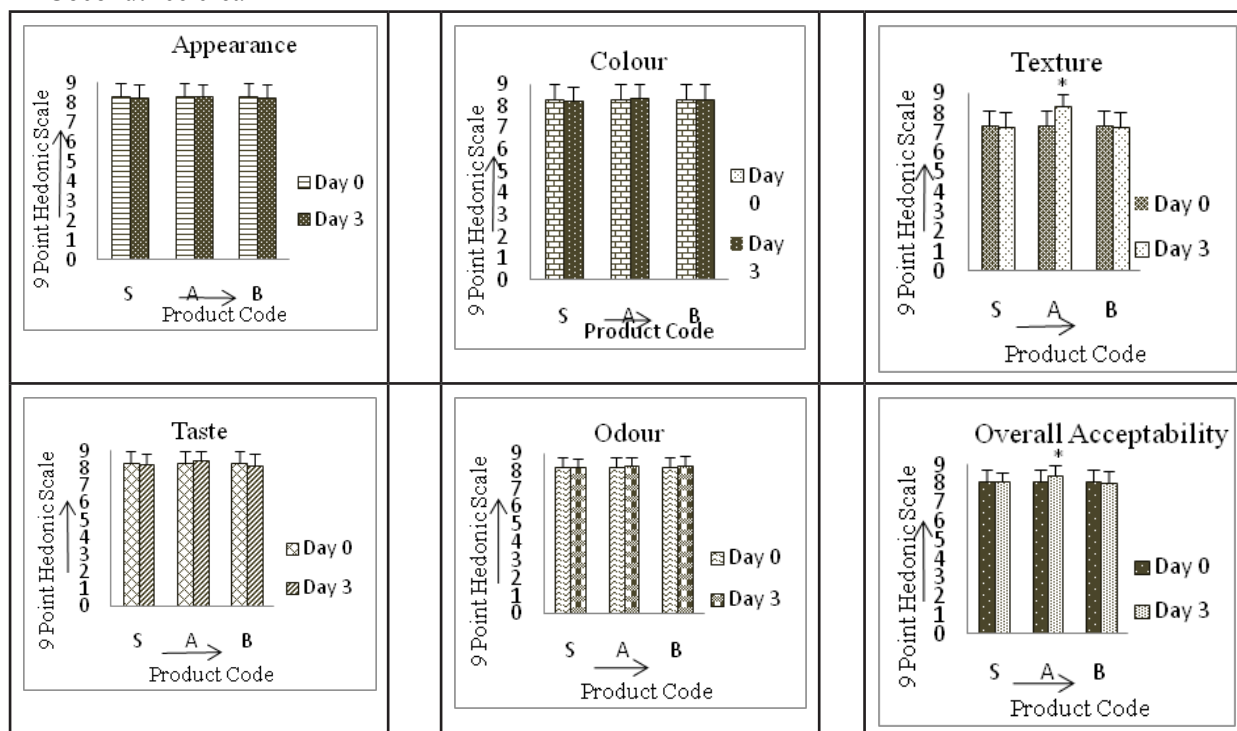 Appearance
9 Point Hedonic Scale
9
8
7
6
5
4
3
2
1
0
Day 0
Day 3
S A B
Product Code
Colour
9 Point Hedonic Scale
9
8
7
6
5
4
3
2
1
0
Day
0
Day
3
S A B
Product Code
Texture
*
9 Point Hedonic Scale
9
8
7
6
5
4
3
2
1
0
Day 0
Day 3
S A B
Product Code
Taste
9 Point Hedonic Scale
9
8
7
6
5
4
3
2
1
0
Day 0
Day 3
S A B
Product Code
Odour
9 Point Hedonic Scale
9
8
7
6
5
4
3
2
1
0
Day 0
Day 3
S A B
Product Code
Overall Acceptability
*
9 Point Hedonic Scale
9
8
7
6
5
4
3
2
1
0
Day 0
Day 3
S A B
Product Code